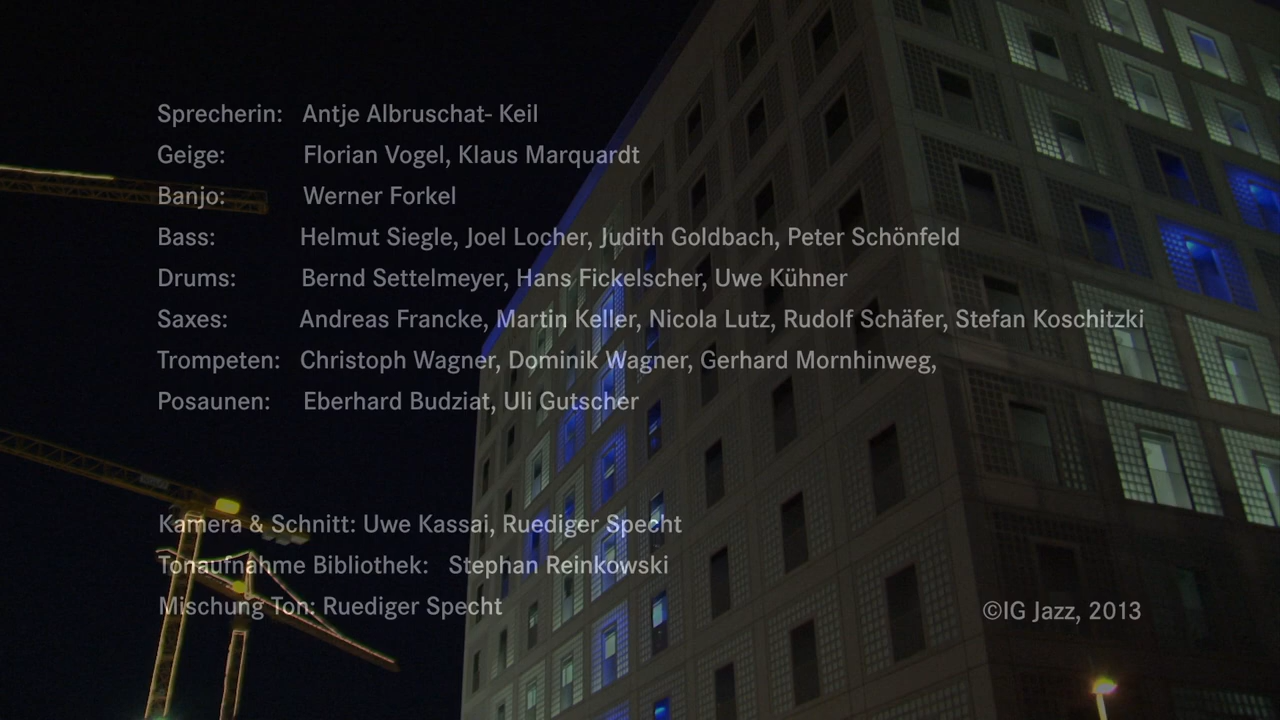 Sprecherin: Antje Albruschat- Keil
Geige: Florian Vogel, Klaus Marquardt
Banjo: Werner Forkel
Bass: Helmut Siegle, Joel Locher, Judith Goldbach, Peter Schönfeld
Drums: Bernd Settelmeyer, Hans Fickelscher, Uwe Kühner
Saxes: Andreas Francke, Martin Keller, Nicola Lutz, Rudolf Schäfer, Stefan Koschitzki
Trompeten: Christoph Wagner, Dominik Wagner, Gerhard Mornhinweg,
Posaunen: Eberhard Budziat, Uli Gutscher
Kamera & Schnitt: Uwe Kassai, Ruediger Specht
Tonaufnahme Bibliothek: Stephan Reinkowski
Mischung Ton: Ruediger Specht
©IG Jazz, 2013